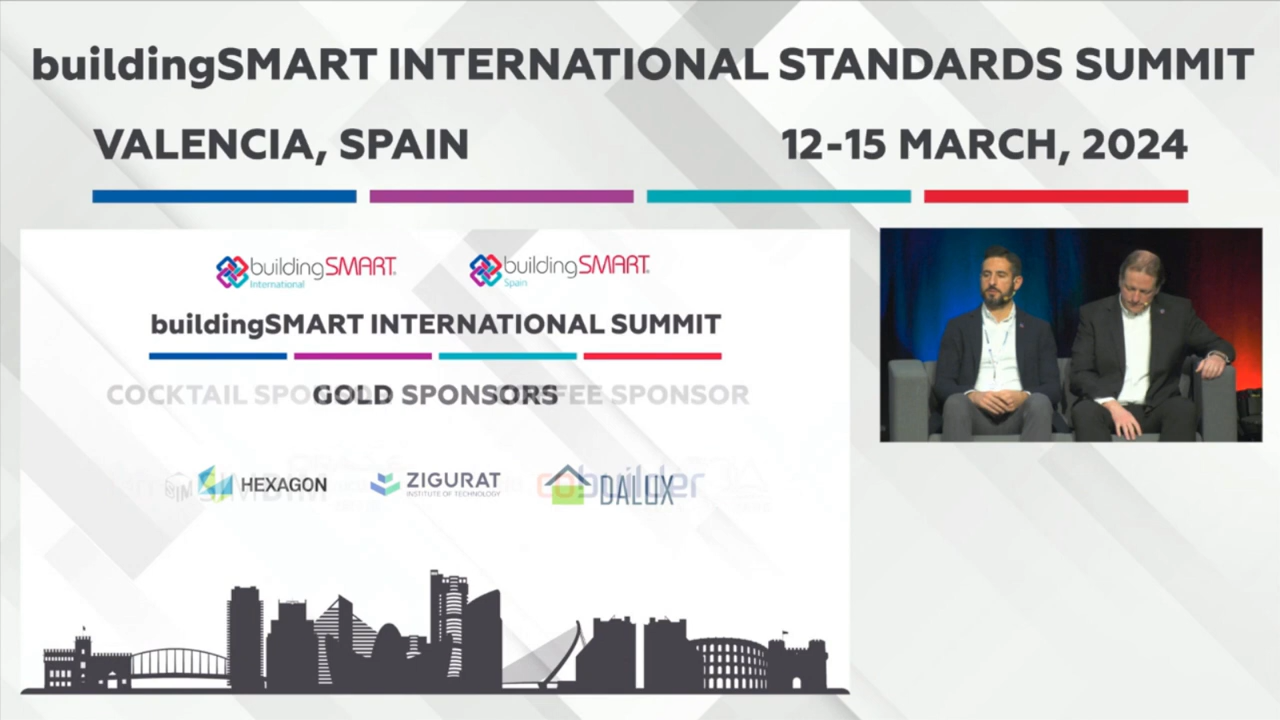 buildingSMART INTERNATIONAL STANDARDS SUMMIT
VALENCIA, SPAIN
12-15 MARCH, 2024
buildingSMART International
buildingSMART Spain
buildingSMART INTERNATIONAL SUMMIT
GOLD SPONSORS
HEXAGON
ZIGURAT
INSTITUTE OF TECHNOLOGY
DALUX
cobuilder